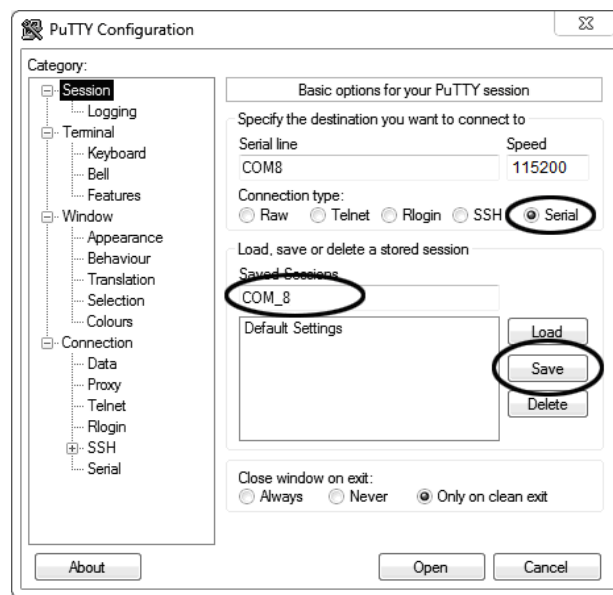 PuTTY Configuration
Category:
Session
Logging
Terminal
Keyboard
Bell
Features
Window
Appearance
Behaviour
Translation
Selection
Colours
Connection
Data
Proxy
Telnet
Rlogin
SSH
Serial
Basic options for your PuTTY session
Specify the destination you want to connect to
Serial line Speed
COM8 115200
Connection type:
Raw Telnet Rlogin SSH Serial
Load, save or delete a stored session
Saved Sessions
COM_8
Default Settings
Load
Save
Delete
Close window on exit:
Always Never Only on clean exit
About Open Cancel